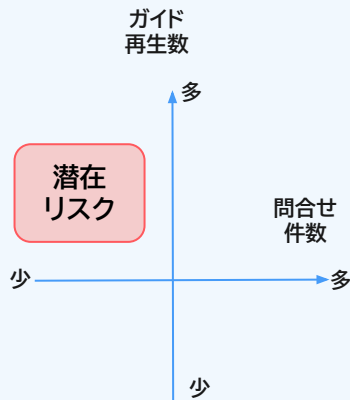 ガイド
再生数
多
潜在
リスク
問合せ
件数
少
多
少